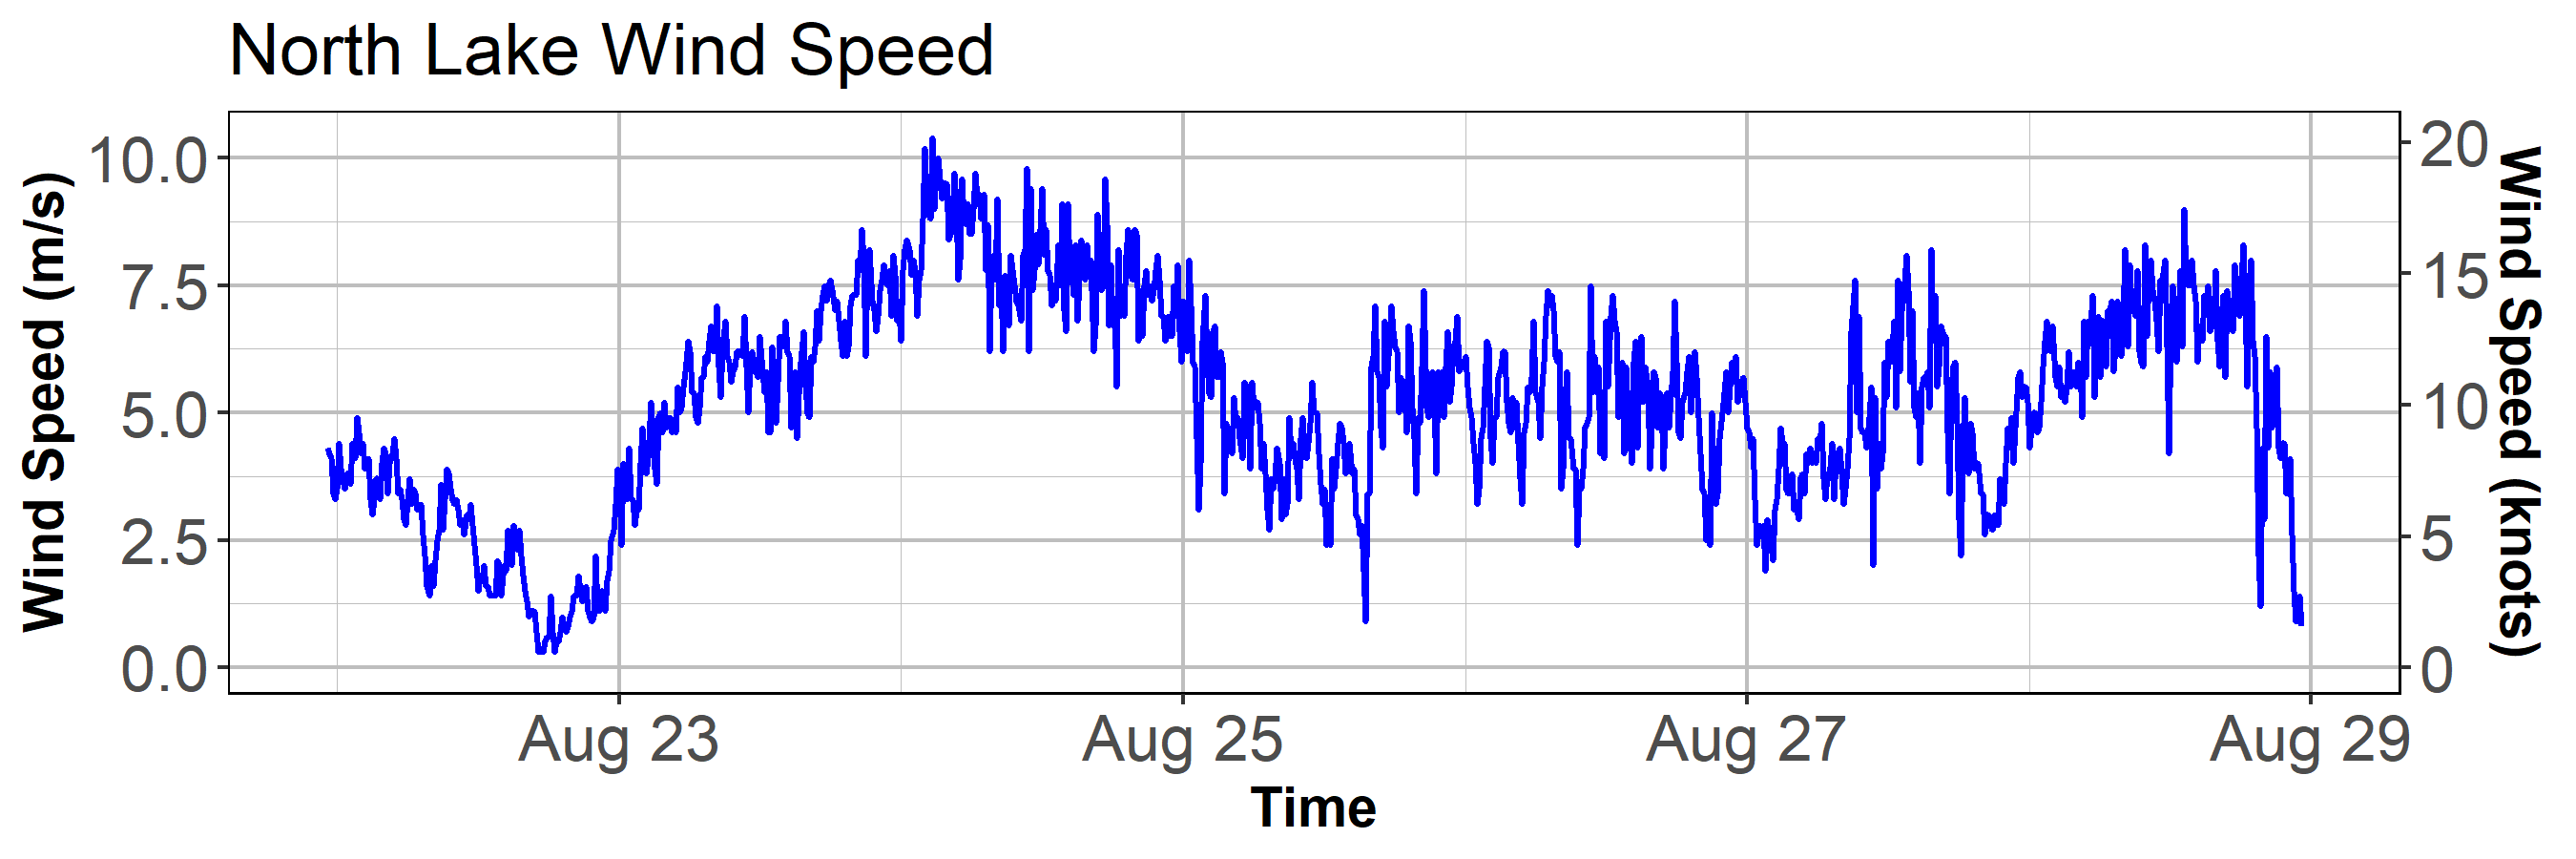 North Lake Wind Speed
Wind Speed (m/s)
10.0
7.5
5.0
2.5
0.0
20
15
10
5
0
Wind Speed (knots)
Aug 23
Aug 25
Aug 27
Aug 29
Time